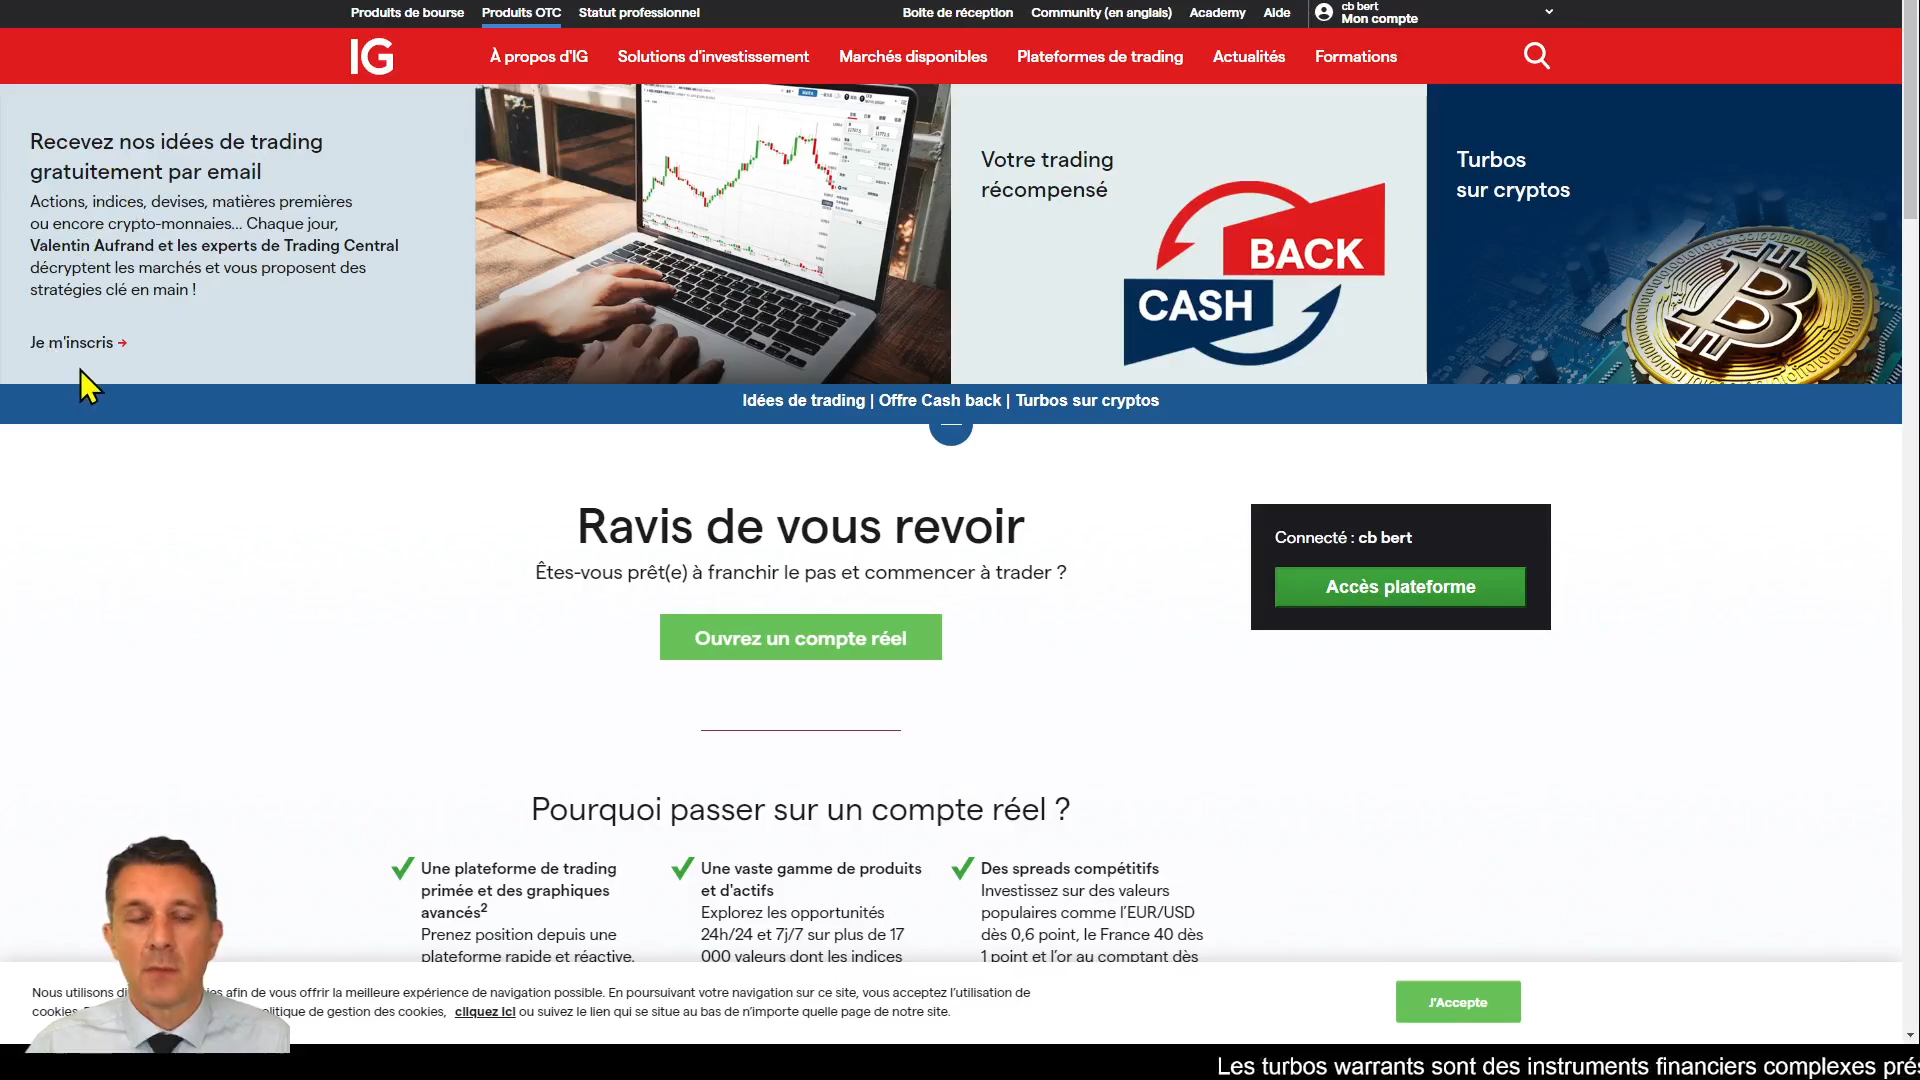 Produits de bourse Produits OTC Statut professionnel Boite de réception Community (en anglais) Academy Aide cb bert
Mon compte
IG À propos d'IG Solutions d'investissement Marchés disponibles Plateformes de trading Actualités Formations
Recevez nos idées de trading
gratuitement par email
Actions, indices, devises, matières premières
ou encore crypto-monnaies... Chaque jour,
Valentin Aufrand et les experts de Trading Central
décryptent les marchés et vous proposent des
stratégies clé en main !
Je m'inscris
Votre trading
récompensé
BACK
CASH
Turbos
sur cryptos
Idées de trading | Offre Cash back | Turbos sur cryptos
Ravis de vous revoir
Êtes-vous prêt(e) à franchir le pas et commencer à trader ?
Ouvrez un compte réel
Connecté : cb bert
Accès plateforme
Pourquoi passer sur un compte réel ?
Une plateforme de trading
primée et des graphiques
avancés2
Prenez position depuis une
plateforme rapide et réactive.
Une vaste gamme de produits
et d'actifs
Explorez les opportunités
24h/24 et 7j/7 sur plus de 17
000 valeurs dont les indices
Des spreads compétitifs
Investissez sur des valeurs
populaires comme l'EUR/USD
dès 0,6 point, le France 40 dès
1 point et l'or au comptant dès
Nous utilisons afin de vous offrir la meilleure expérience de navigation possible. En poursuivant votre navigation sur ce site, vous acceptez l'utilisation de
cookies. de gestion des cookies, cliquez ici ou suivez le lien qui se situe au bas de n'importe quelle page de notre site.
J'Accepte
Les turbos warrants sont des instruments financiers complexes